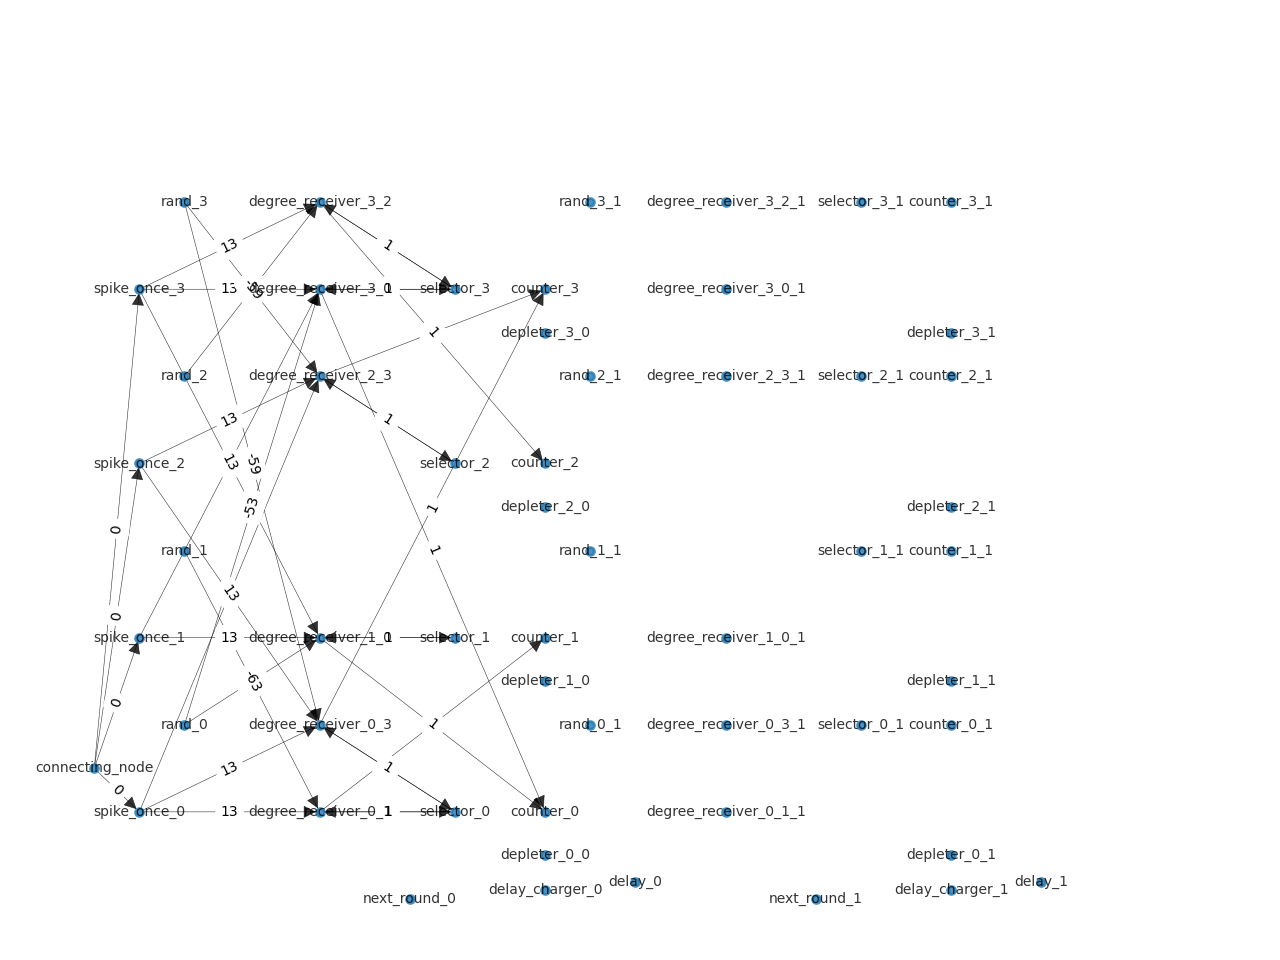 rand_3 degree_receiver_3_2 rand_3_1 degree_receiver_3_2_1 selector_3_1 counter_3_1
13 1
spike_once_3 13 -59 degree_receiver_3_0 1 selector_3 counter_3 degree_receiver_3_0_1
1 depleter_3_0 depleter_3_1
rand_2 degree_receiver_2_3 rand_2_1 degree_receiver_2_3_1 selector_2_1 counter_2_1
13 1
spike_once_2 13 -59 selector_2 counter_2
-53 1 depleter_2_0 depleter_2_1
0
rand_1 1 rand_1_1 selector_1_1 counter_1_1
13
0
spike_once_1 13 degree_receiver_1_0 1 selector_1 counter_1 degree_receiver_1_0_1
-63 depleter_1_0 depleter_1_1
0
rand_0 degree_receiver_0_3 1 rand_0_1 degree_receiver_0_3_1 selector_0_1 counter_0_1
connecting_node 13 1
0
spike_once_0 13 degree_receiver_0_1 1 selector_0 counter_0 degree_receiver_0_1_1
depleter_0_0 depleter_0_1
delay_0 delay_1
delay_charger_0 delay_charger_1
next_round_0 next_round_1